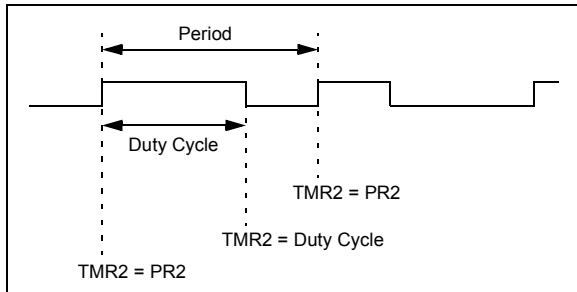 Period
Duty Cycle
TMR2 = PR2
TMR2 = Duty Cycle
TMR2 = PR2